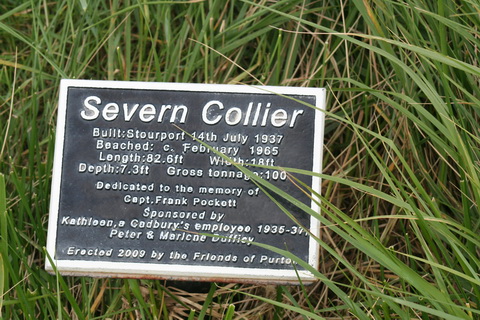 Severn Collier
Built:Stourport 14th July 1937
Beached: c. February 1965
Length:82.6ft Width:18ft
Depth:7.3ft Gross tonnage:100
Dedicated to the memory of
Capt.Frank Pockett
Sponsored by
Kathleen,a Cadbury's employee 1935-37,
Peter & Marlene Duffley
Erected 2009 by the Friends of Purton